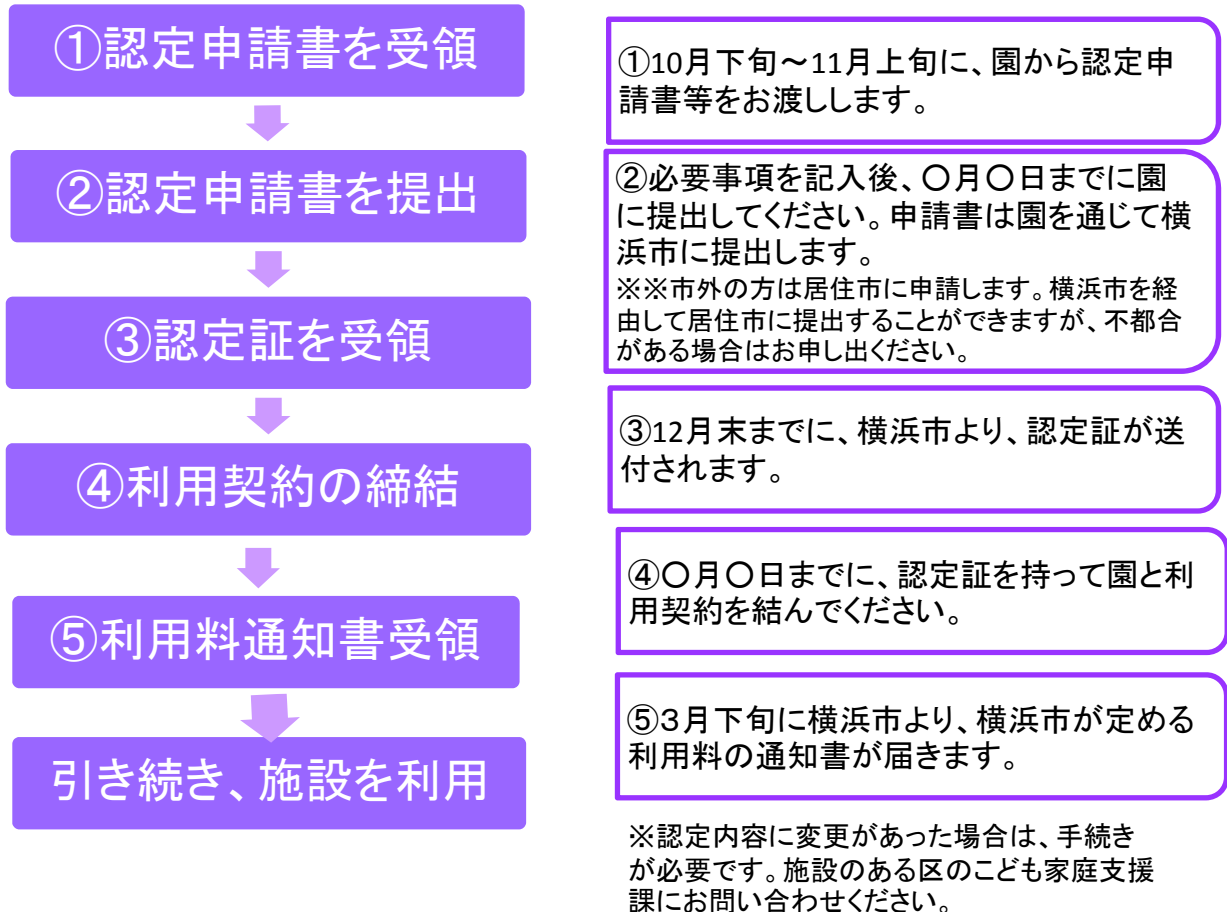 ①認定申請書を受領
②認定申請書を提出
③認定証を受領
④利用契約の締結
⑤利用料通知書受領
引き続き、施設を利用
①10月下旬～11月上旬に、園から認定申
請書等をお渡しします。
②必要事項を記入後、〇月〇日までに園
に提出してください。申請書は園を通じて横
浜市に提出します。
※※市外の方は居住市に申請します。横浜市を経
由して居住市に提出することができますが、不都合
がある場合はお申し出ください。
③12月末までに、横浜市より、認定証が送
付されます。
④〇月〇日までに、認定証を持って園と利
用契約を結んでください。
⑤３月下旬に横浜市より、横浜市が定める
利用料の通知書が届きます。
※認定内容に変更があった場合は、手続き
が必要です。施設のある区のこども家庭支援
課にお問い合わせください。